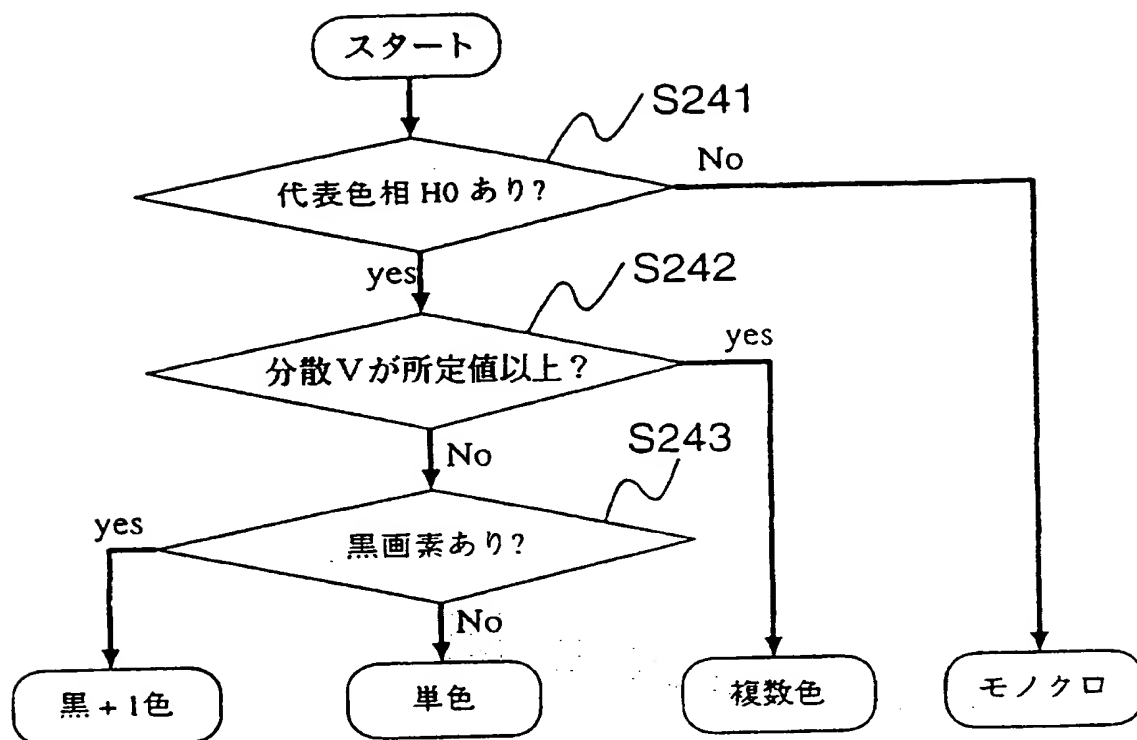 スタート
S241
No
代表色相 H0 あり?
yes
S242
yes
分散Vが所定値以上？
S243
No
yes
黒画素あり?
No
黒+1色
単色
複数色
モノクロ